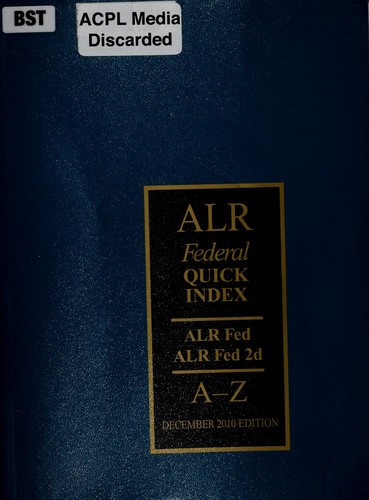 BST
ACPL Media
Discarded
ALR
Federal
QUICK
INDEX
ALR Fed
ALR Fed 2d
A–Z
DECEMBER 2010 EDITION